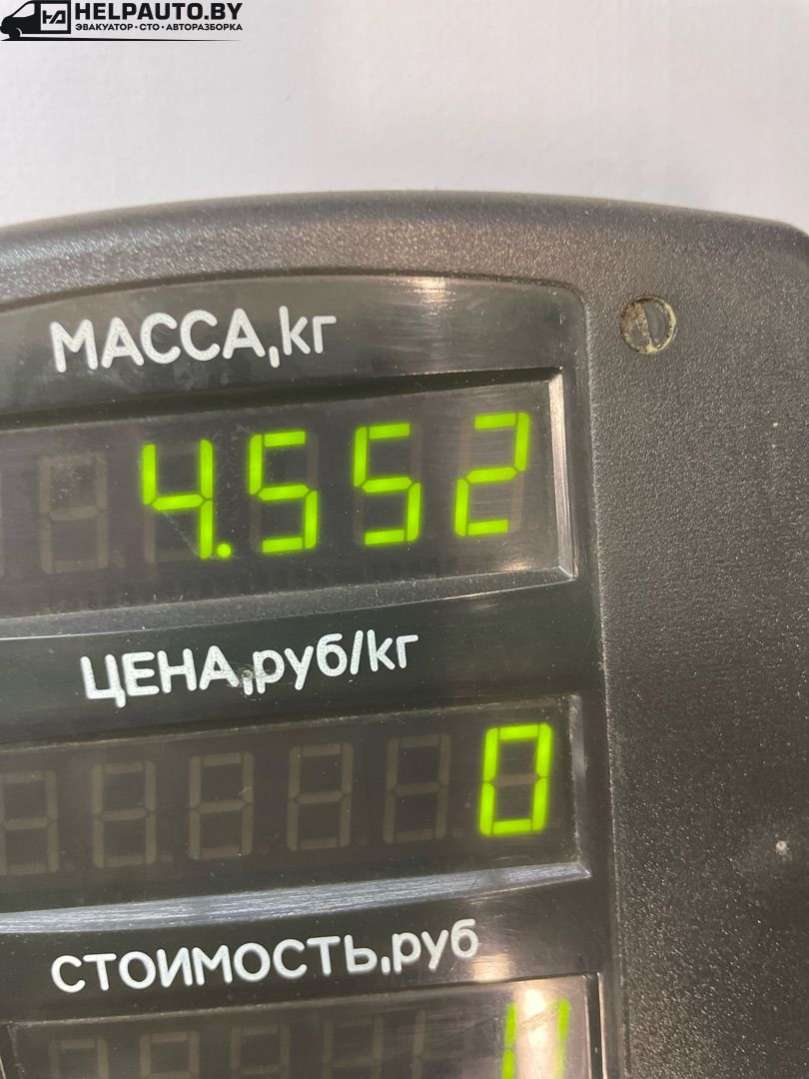 HELPAUTO.BY
ЭВАКУАТОР • СТО • АВТОРАЗБОРКА
МАССА,кг
4.552
ЦЕНА,руб/кг
0
СТОИМОСТЬ,руб